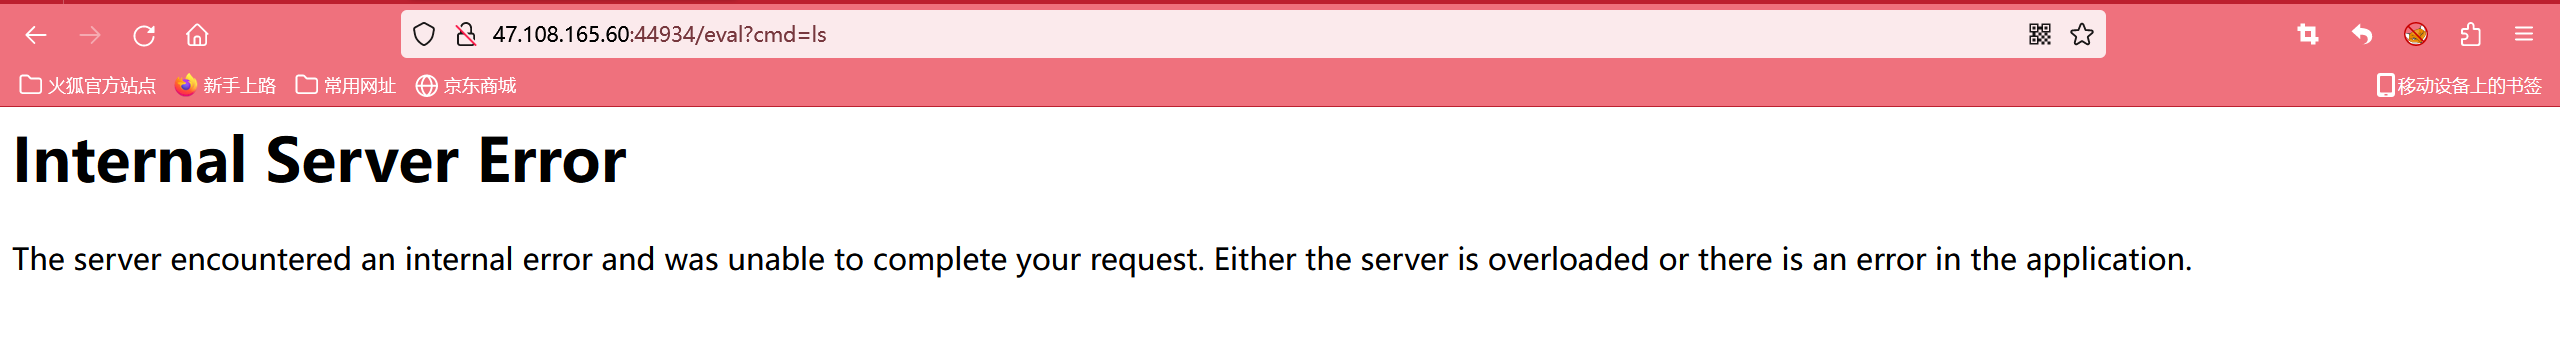 47.108.165.60:44934/eval?cmd=ls
火狐官方站点 新手上路 常用网址 京东商城 移动设备上的书签
Internal Server Error
The server encountered an internal error and was unable to complete your request. Either the server is overloaded or there is an error in the application.